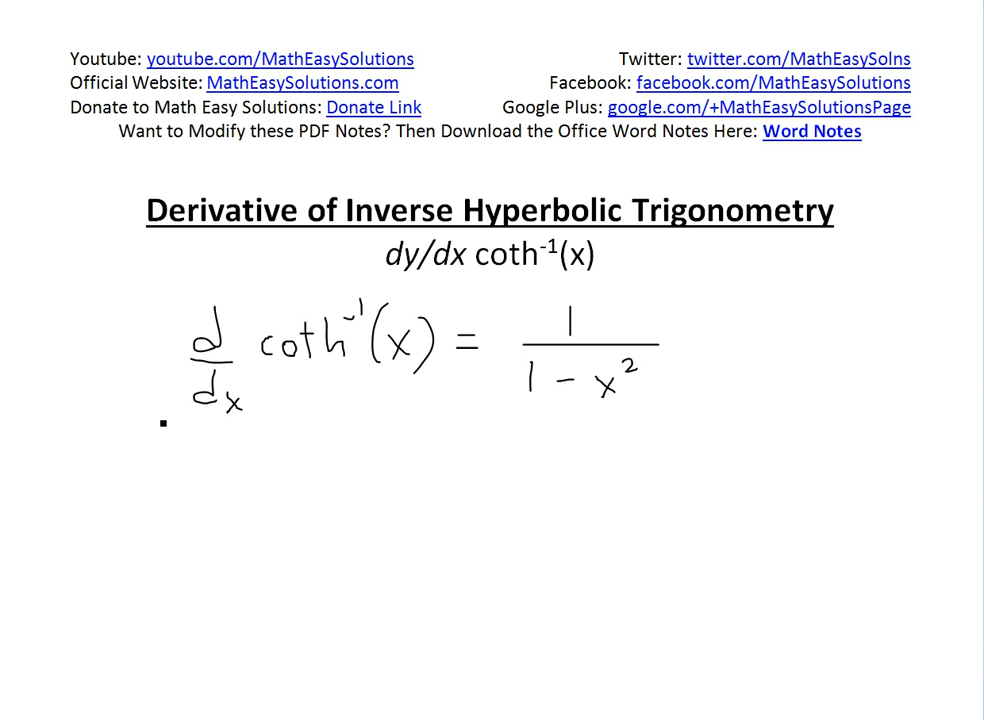 Youtube: youtube.com/MathEasySolutions Twitter: twitter.com/MathEasySolns
Official Website: MathEasySolutions.com Facebook: facebook.com/MathEasySolutions
Donate to Math Easy Solutions: Donate Link Google Plus: google.com/+MathEasySolutionsPage
Want to Modify these PDF Notes? Then Download the Office Word Notes Here: Word Notes
Derivative of Inverse Hyperbolic Trigonometry
dy/dx coth⁻¹(x)
d/dx coth⁻¹(x) = 1/(1 - x²)